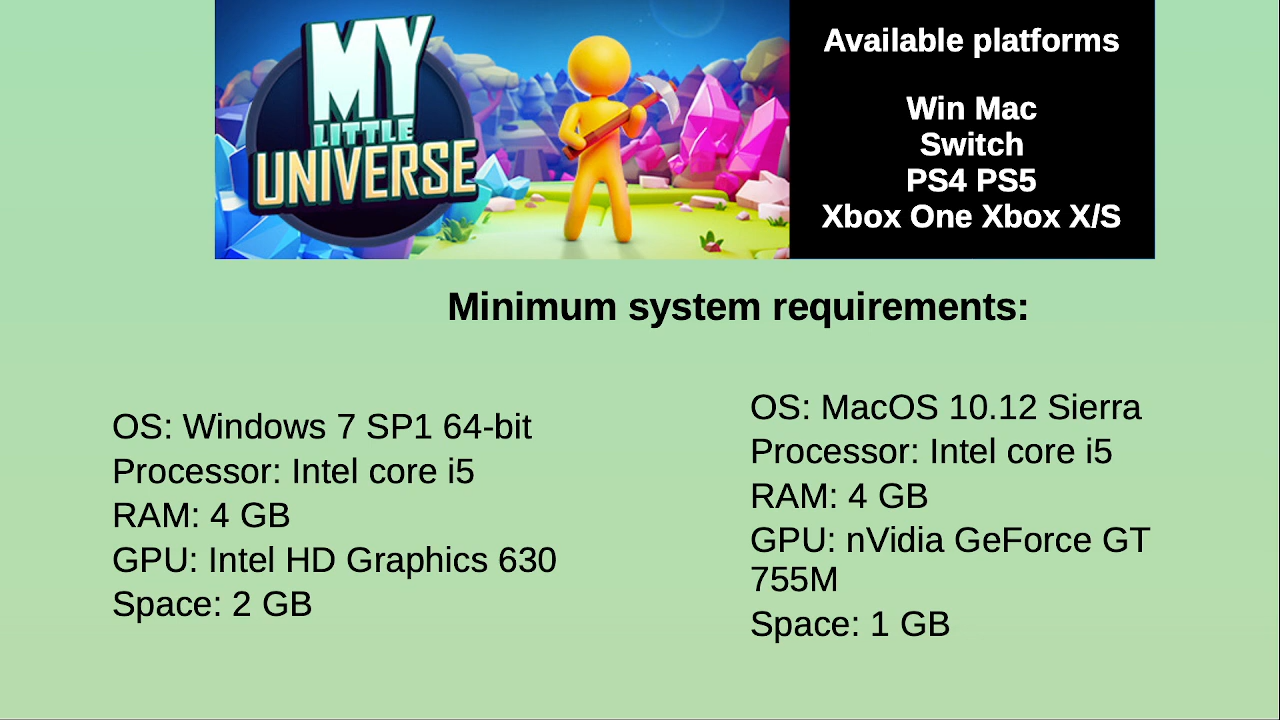 MY
LITTLE
UNIVERSE
Available platforms
Win Mac
Switch
PS4 PS5
Xbox One Xbox X/S
Minimum system requirements:
OS: Windows 7 SP1 64-bit
Processor: Intel core i5
RAM: 4 GB
GPU: Intel HD Graphics 630
Space: 2 GB
OS: MacOS 10.12 Sierra
Processor: Intel core i5
RAM: 4 GB
GPU: nVidia GeForce GT
755M
Space: 1 GB